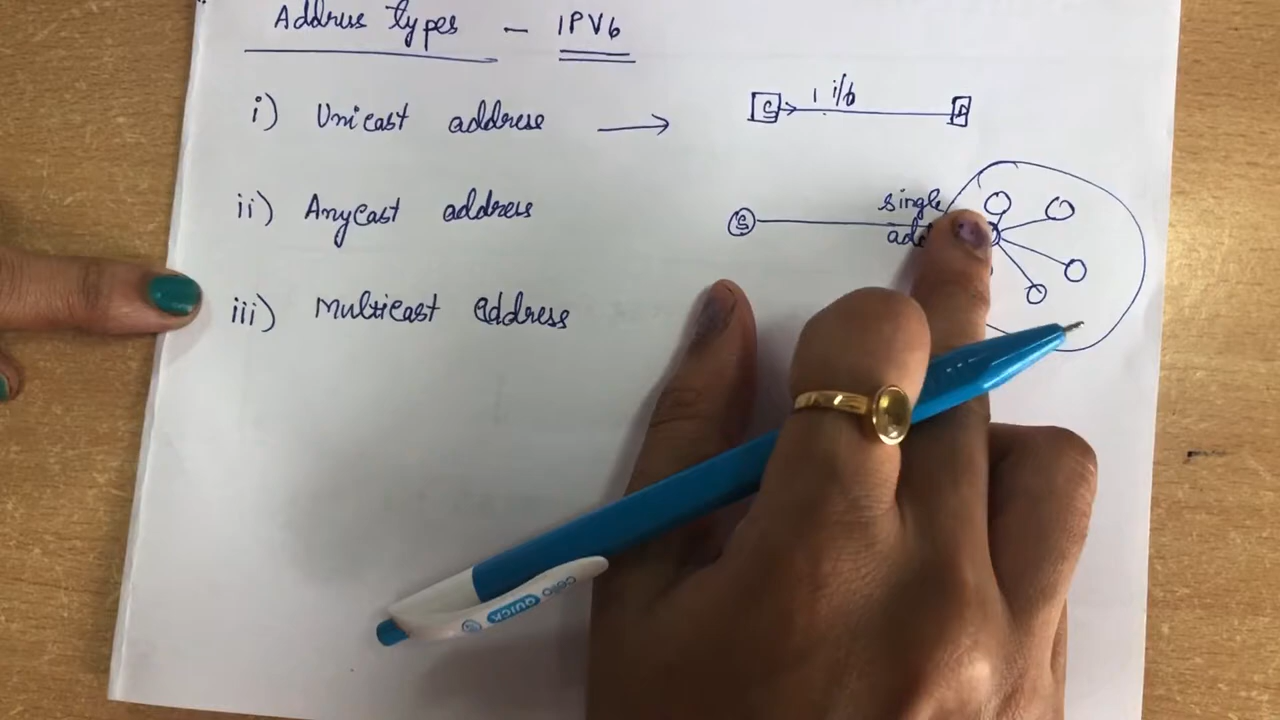 Address types - IPV6
i) Unicast address → S 1 i/b
ii) Anycast address S single
iii) Multicast address
cello QUICK